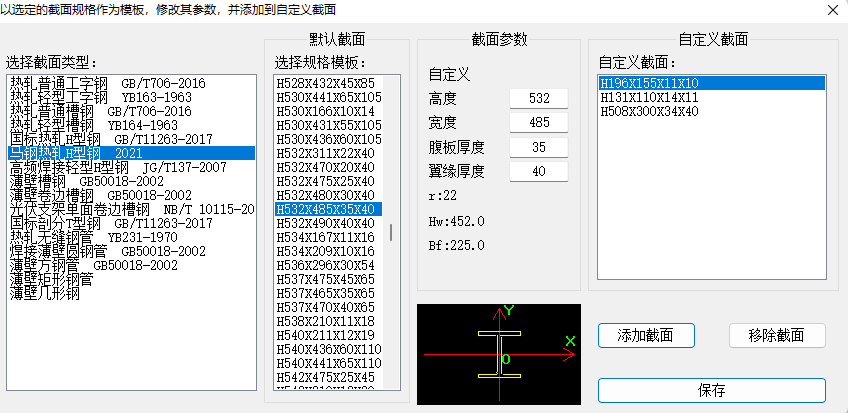 以选定的截面规格作为模板，修改其参数，并添加到自定义截面
选择截面类型：
热轧普通工字钢  GB/T706-2016
热轧轻型工字钢  YB163-1963
热轧普通槽钢  GB/T706-2016
热轧轻型槽钢  YB164-1963
国标热轧H型钢  GB/T11263-2017
马钢热轧H型钢  2021
高频焊接轻型H型钢  JG/T137-2007
薄壁槽钢  GB50018-2002
薄壁卷边槽钢  GB50018-2002
光伏支架单面卷边槽钢  NB/T 10115-20
国标剖分T型钢  GB/T11263-2017
热轧无缝钢管  YB231-1970
焊接薄壁圆钢管  GB50018-2002
薄壁方钢管  GB50018-2002
薄壁矩形钢管
薄壁几形钢
默认截面
选择规格模板：
H528X432X45X85
H530X441X65X105
H530X166X10X14
H530X431X55X105
H530X436X60X105
H532X311X22X40
H532X470X20X40
H532X475X25X40
H532X480X30X40
H532X485X35X40
H532X490X40X40
H534X167X11X16
H534X209X10X16
H536X296X30X54
H537X475X45X65
H537X465X35X65
H537X470X40X65
H538X210X11X18
H540X211X12X19
H540X436X60X110
H540X441X65X110
H542X475X25X45
截面参数
自定义
高度 532
宽度 485
腹板厚度 35
翼缘厚度 40
r:22
Hw:452.0
Bf:225.0
Y
X
O
自定义截面
自定义截面：
H196X155X11X10
H131X110X14X11
H508X300X34X40
添加截面
移除截面
保存